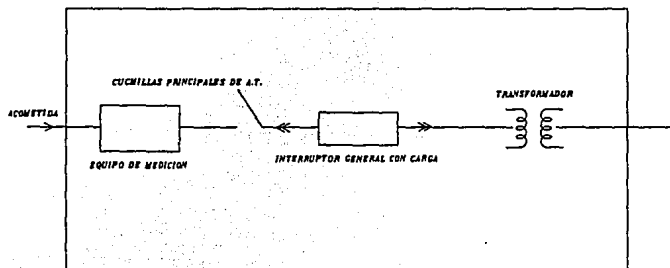 CUCHILLAS PRINCIPALES DE A.T.
TRANSFORMADOR
ACOMETIDA
EQUIPO DE MEDICION
INTERRUPTOR GENERAL CON CARGA